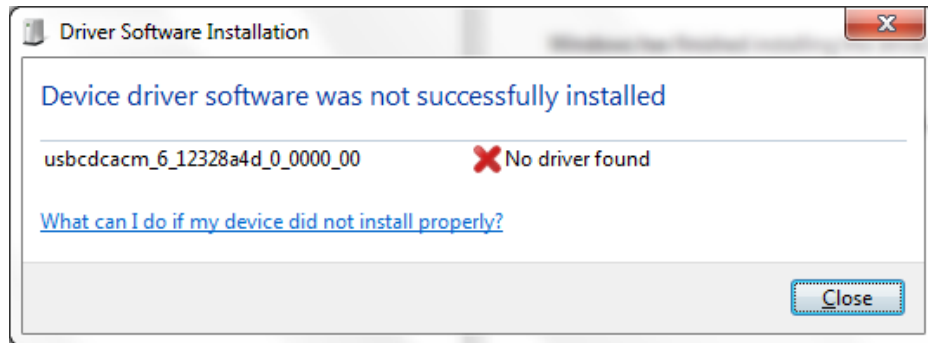 Driver Software Installation
Device driver software was not successfully installed
usbcdcacm_6_12328a4d_0_0000_00 No driver found
What can I do if my device did not install properly?
Close